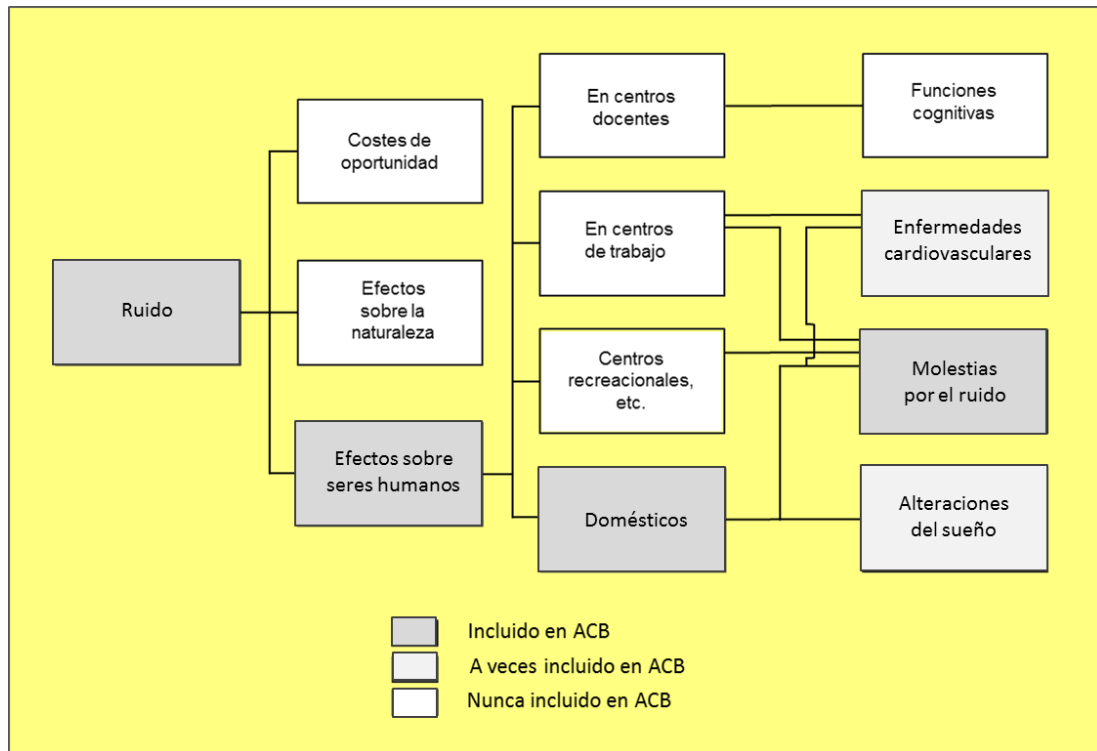 Ruido
Costes de
oportunidad
Efectos
sobre la
naturaleza
Efectos sobre
seres humanos
En centros
docentes
En centros
de trabajo
Centros
recreacionales,
etc.
Domésticos
Funciones
cognitivas
Enfermedades
cardiovasculares
Molestias
por el ruido
Alteraciones
del sueño
Incluido en ACB
A veces incluido en ACB
Nunca incluido en ACB